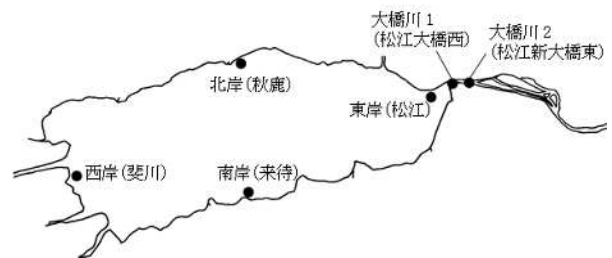 大橋川1
(松江大橋西)
大橋川2
(松江新大橋東)
北岸(秋鹿)
東岸(松江)
西岸(斐川)
南岸(来待)